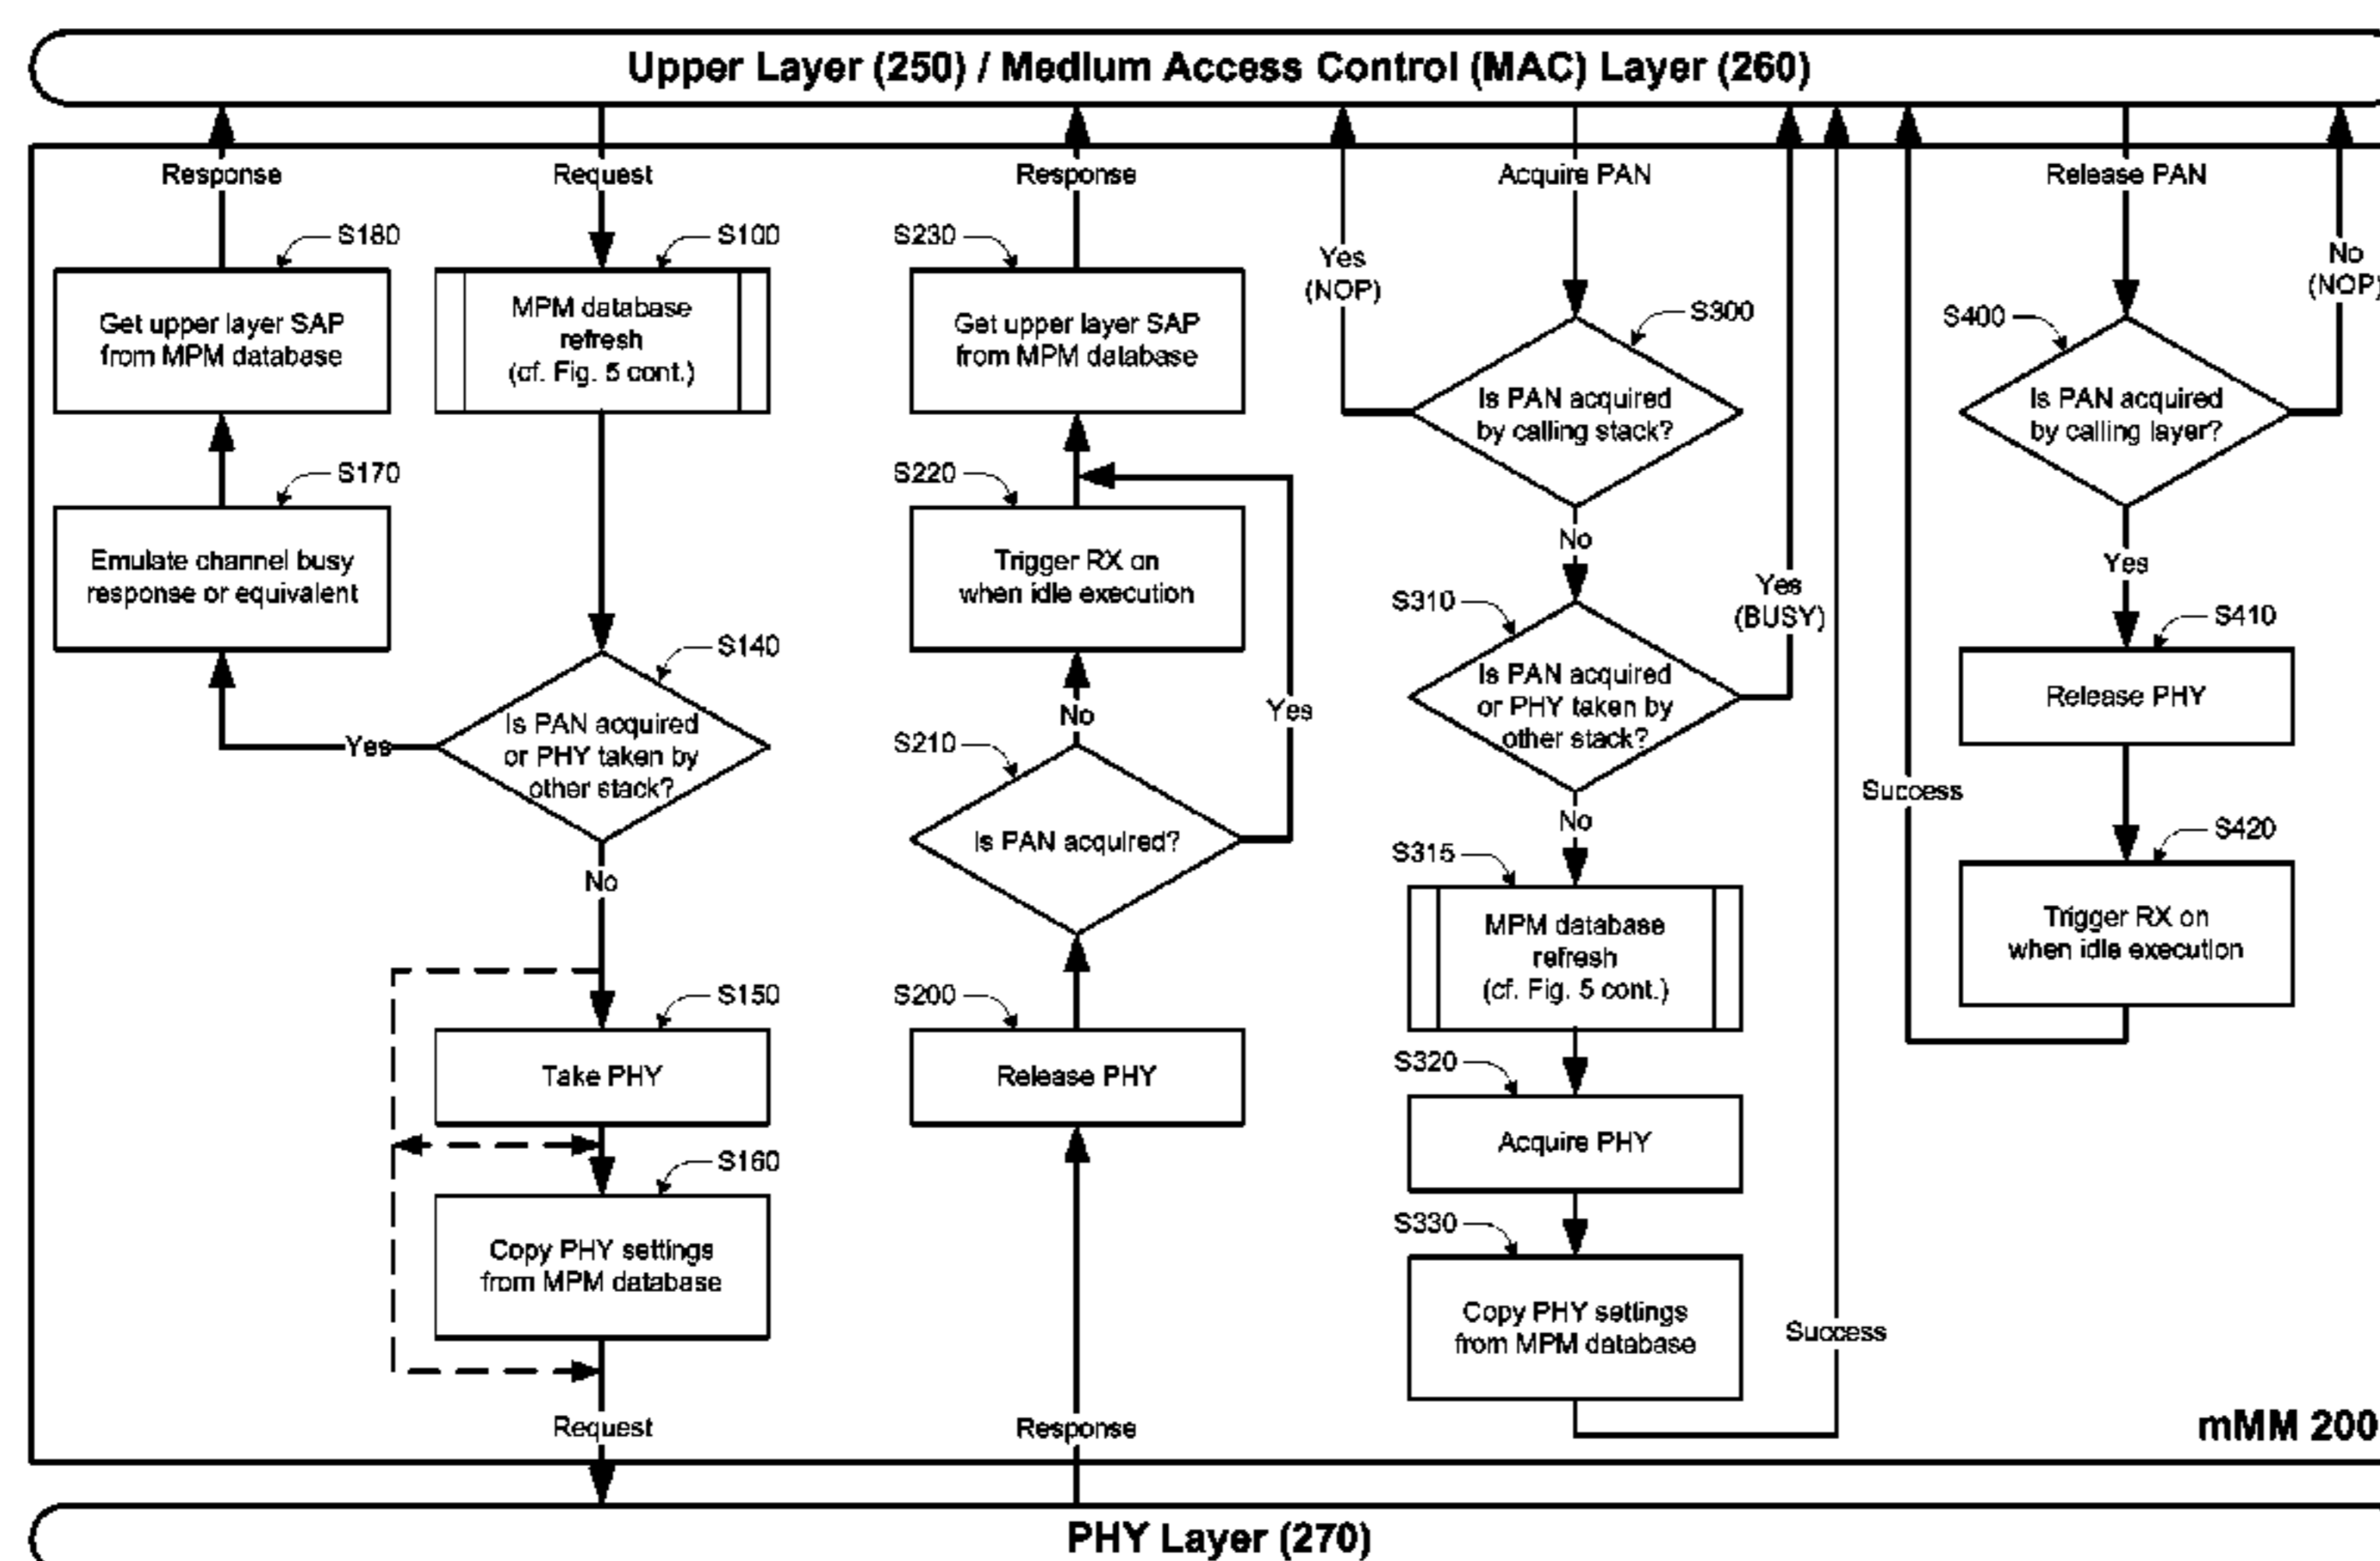 Upper Layer (250) / Medium Access Control (MAC) Layer (260)
Response
Request
Response
Acquire PAN
Release PAN
S180
S100
S230
Yes
(NOP)
S300
S400
No
(NOP)
Get upper layer SAP
from MPM database
MPM database
refresh
(cf. Fig. 5 cont.)
Get upper layer SAP
from MPM database
Is PAN acquired
by calling stack?
Is PAN acquired
by calling layer?
S170
S220
Emulate channel busy
response or equivalent
Trigger RX on
when idle execution
No
Yes
S310
Yes
(BUSY)
S410
S140
Is PAN acquired
or PHY taken by
other stack?
Release PHY
Yes
Is PAN acquired
or PHY taken by
other stack?
No
Yes
S210
Success
Is PAN acquired?
No
S420
No
S315
Trigger RX on
when idle execution
MPM database
refresh
(cf. Fig. 5 cont.)
S150
S200
Take PHY
Release PHY
S320
Acquire PHY
S160
S330
Copy PHY settings
from MPM database
Copy PHY settings
from MPM database
Success
Request
Response
mMM 200
PHY Layer (270)